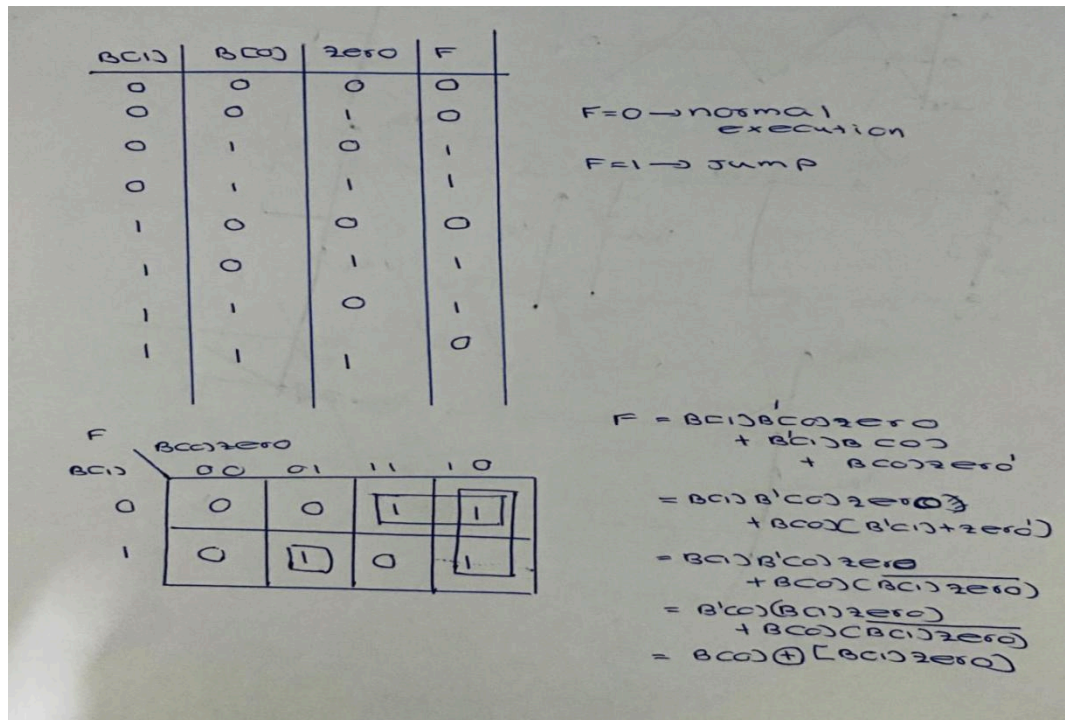 B(1) B(0) zero F
0 0 0 0
0 0 1 0
0 1 0 1
0 1 1 1
1 0 0 0
1 0 1 1
1 1 0 1
1 1 1 0
F=0 → normal
execution
F=1 → Jump
F
B(0)zero
B(1) 00 01 11 10
0 0 0 1 1
1 0 1 0 1
F = B(1)B'(0)zero
+ B'(1)B(0)
+ B(0)zero'
= B(1)B'(0)zero
+ B(0)(B'(1)+zero')
= B(1)B'(0)zero
+ B(0)(B̅(̅1̅)̅z̅e̅r̅o̅)
= B'(0)(B(1)zero)
+ B(0)(B̅(̅1̅)̅z̅e̅r̅o̅)
= B(0)⊕[B(1)zero)